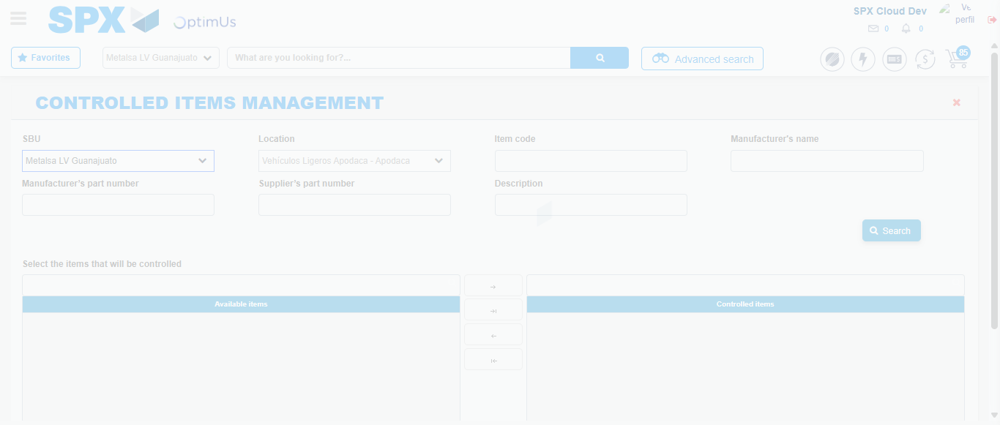 SPX OptimUs
SPX Cloud Dev
0 0
Ve
perfil
Favorites
Metalsa LV Guanajuato
What are you looking for?...
Advanced search
85
CONTROLLED ITEMS MANAGEMENT
SBU Location Item code Manufacturer's name
Metalsa LV Guanajuato Vehículos Ligeros Apodaca - Apodaca
Manufacturer's part number Supplier's part number Description
Search
Select the items that will be controlled
Available items Controlled items